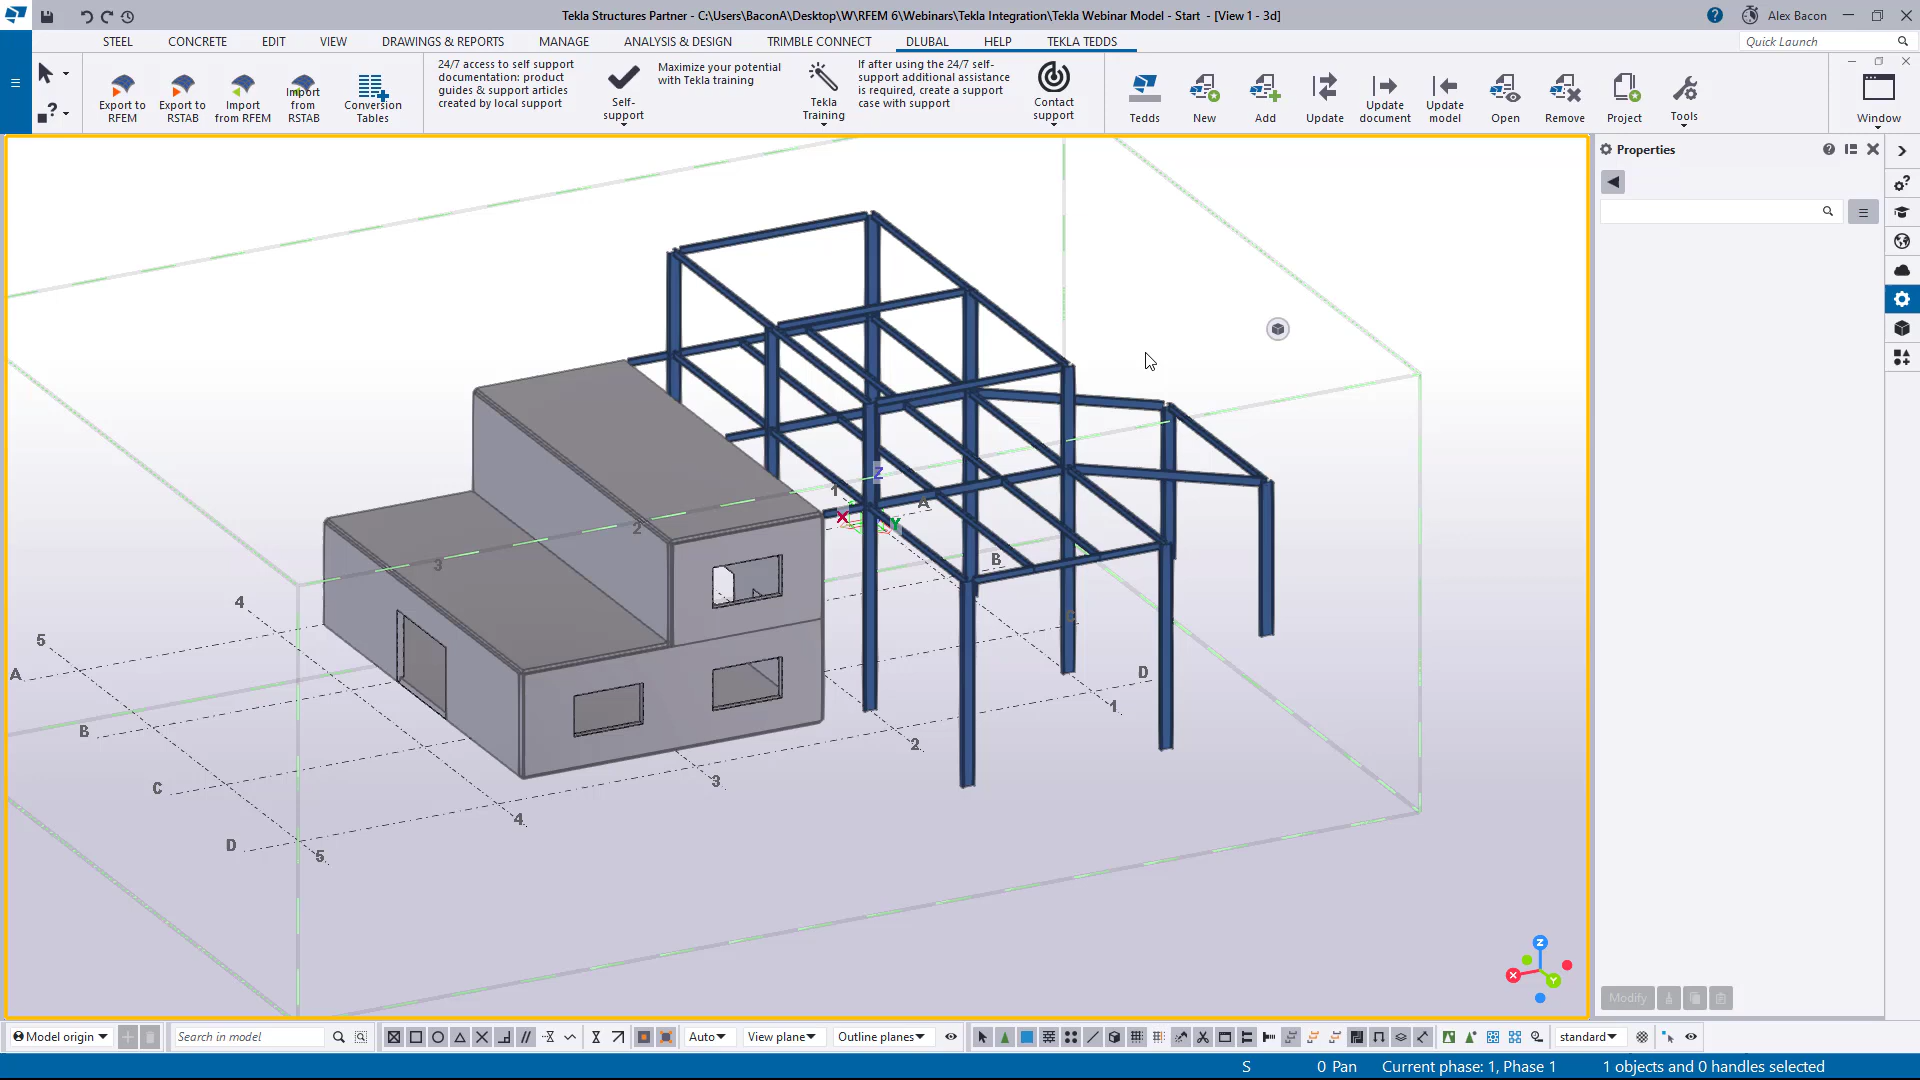 Tekla Structures Partner - C:\Users\BaconA\Desktop\W\RFEM 6\Webinars\Tekla Integration\Tekla Webinar Model - Start - [View 1 - 3d]
Alex Bacon
STEEL CONCRETE EDIT VIEW DRAWINGS & REPORTS MANAGE ANALYSIS & DESIGN TRIMBLE CONNECT DLUBAL HELP TEKLA TEDDS
Quick Launch
Export to RFEM
Export to RSTAB
Import from RFEM
Import from RSTAB
Conversion Tables
24/7 access to self support
documentation: product
guides & support articles
created by local support
Self-support
Maximize your potential
with Tekla training
Tekla Training
If after using the 24/7 self-
support additional assistance
is required, create a support
case with support
Contact support
Tedds
New
Add
Update
Update document
Update model
Open
Remove
Project
Tools
Window
Properties
Z
X
Y
1
A
2
B
3
4
C
5
A
D
1
B
2
3
C
4
D
5
Z
X
Y
Modify
Model origin
Search in model
Auto
View plane
Outline planes
standard
S
0 Pan
Current phase: 1, Phase 1
1 objects and 0 handles selected